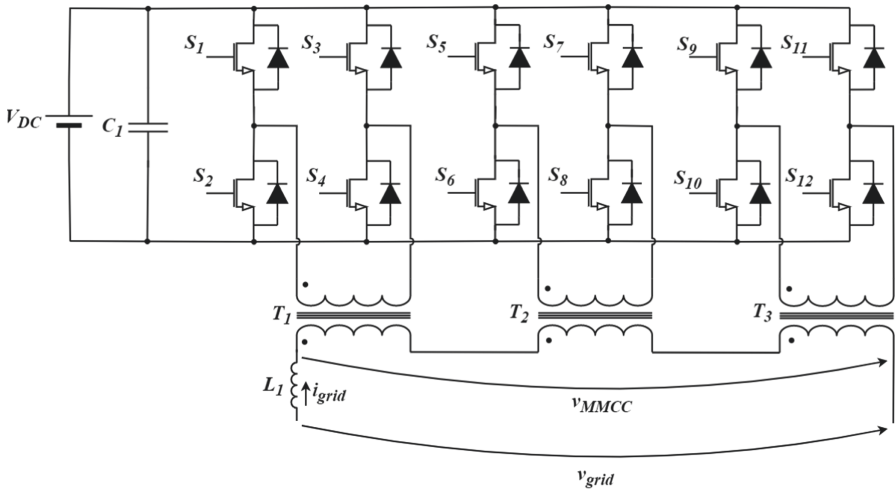 S1 S3 S5 S7 S9 S11
VDC C1
S2 S4 S6 S8 S10 S12
T1 T2 T3
L1 igrid
vMMCC
vgrid